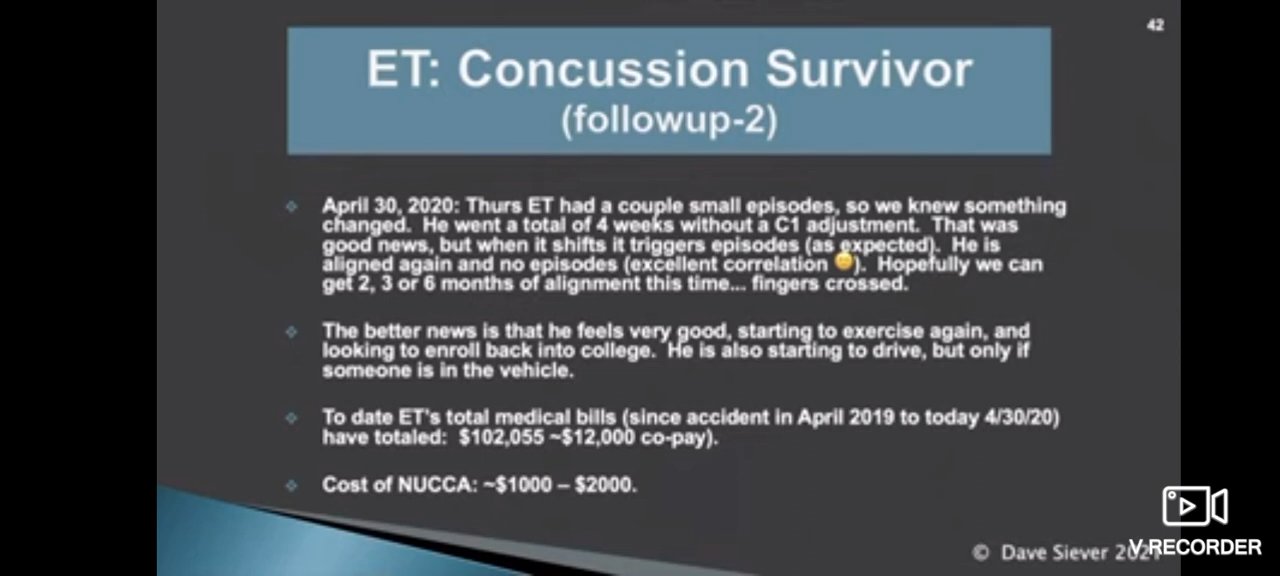 42
ET: Concussion Survivor
(followup-2)
April 30, 2020: Thurs ET had a couple small episodes, so we knew something
changed. He went a total of 4 weeks without a C1 adjustment. That was
good news, but when it shifts it triggers episodes (as expected). He is
aligned again and no episodes (excellent correlation 🙂). Hopefully we can
get 2, 3 or 6 months of alignment this time... fingers crossed.
The better news is that he feels very good, starting to exercise again, and
looking to enroll back into college. He is also starting to drive, but only if
someone is in the vehicle.
To date ET's total medical bills (since accident in April 2019 to today 4/30/20)
have totaled: $102,055 ~$12,000 co-pay).
Cost of NUCCA: ~$1000 – $2000.
© Dave Siever
V RECORDER